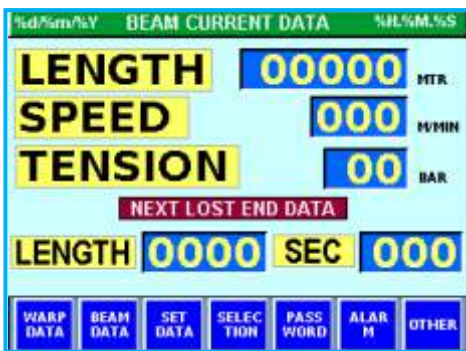 %d/%m/%Y BEAM CURRENT DATA %H.%M.%S
LENGTH 00000 MTR
SPEED 000 M/MIN
TENSION 00 BAR
NEXT LOST END DATA
LENGTH 0000 SEC 000
WARP DATA BEAM DATA SET DATA SELEC TION PASS WORD ALAR M OTHER